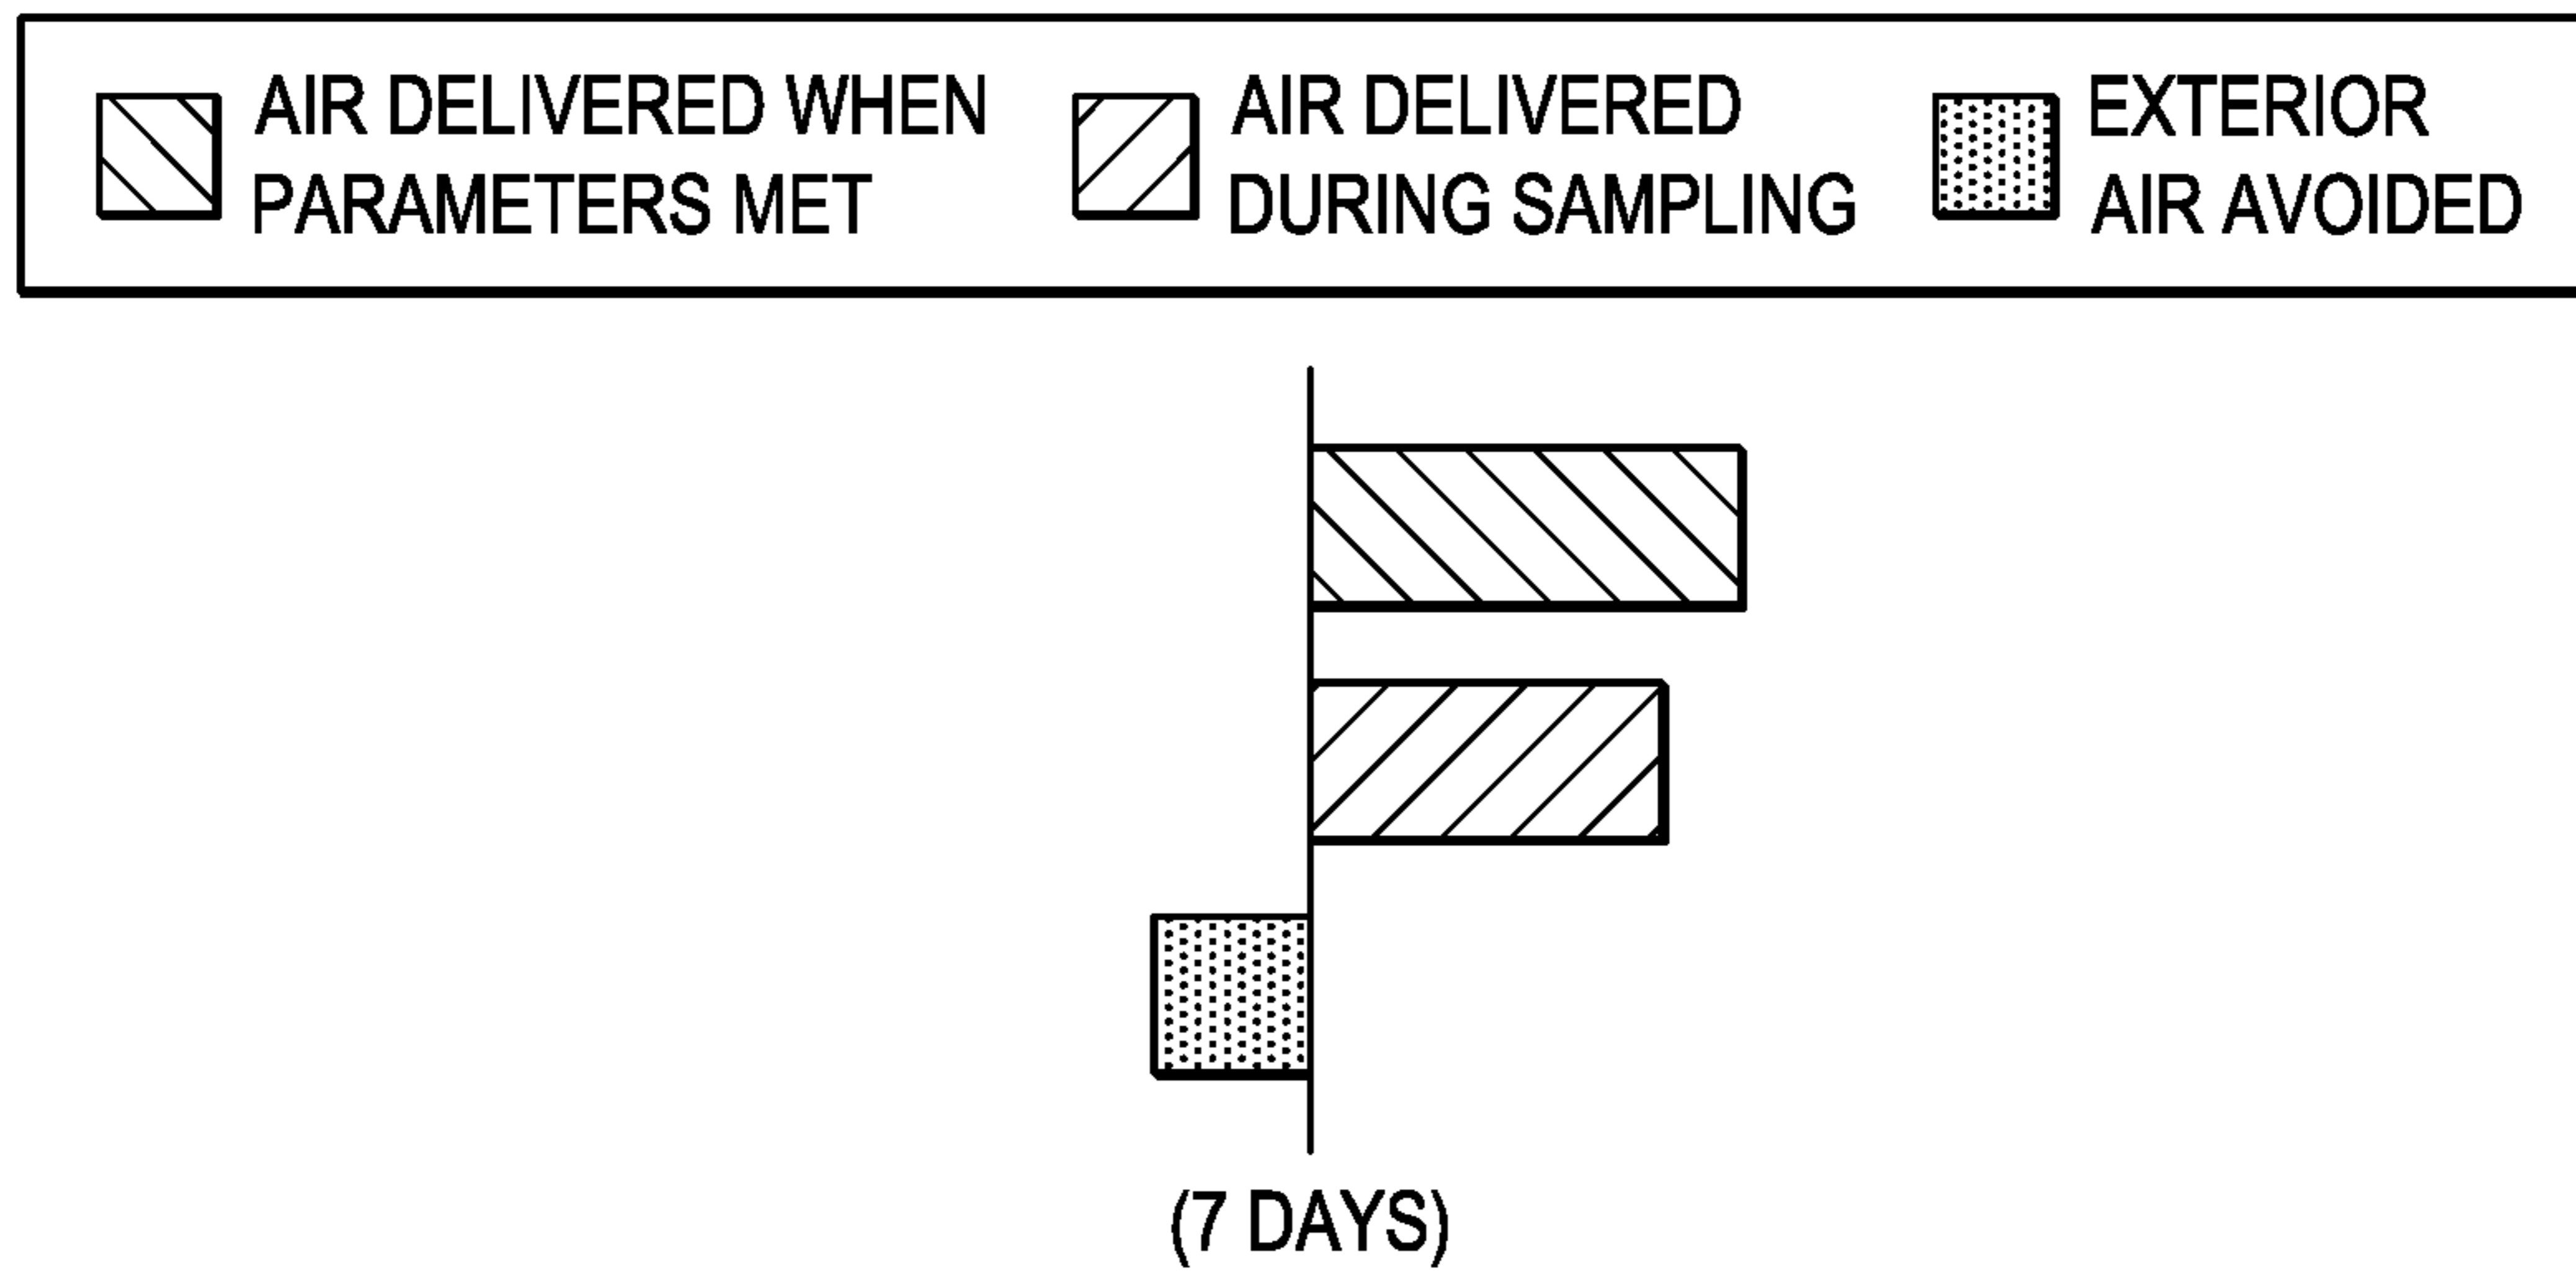 AIR DELIVERED WHEN
PARAMETERS MET
AIR DELIVERED
DURING SAMPLING
EXTERIOR
AIR AVOIDED
(7 DAYS)